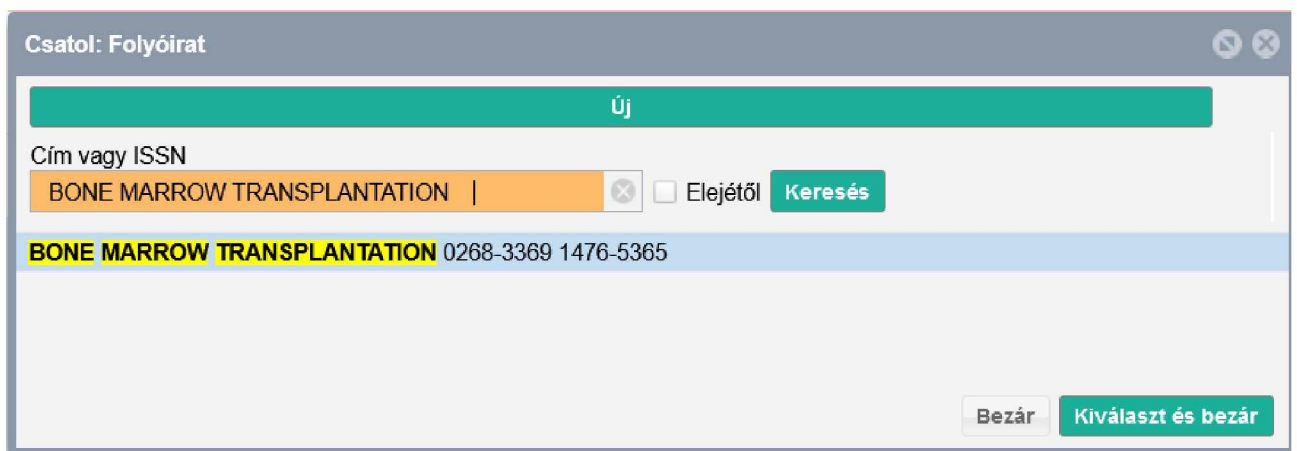 Csatol: Folyóirat
Új
Cím vagy ISSN
BONE MARROW TRANSPLANTATION Elejétől Keresés
BONE MARROW TRANSPLANTATION 0268-3369 1476-5365
Bezár Kiválaszt és bezár